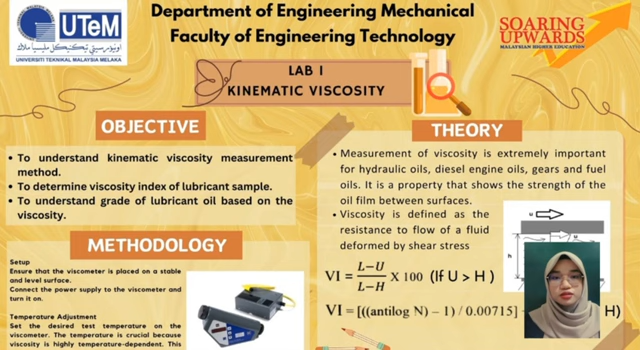 UTeM
اونيۏرسيتي تيكنيكل مليسيا ملاك
UNIVERSITI TEKNIKAL MALAYSIA MELAKA
Department of Engineering Mechanical
Faculty of Engineering Technology
SOARING
UPWARDS
MALAYSIAN HIGHER EDUCATION
LAB I
KINEMATIC VISCOSITY
OBJECTIVE
• To understand kinematic viscosity measurement
method.
• To determine viscosity index of lubricant sample.
• To understand grade of lubricant oil based on the
viscosity.
METHODOLOGY
Setup
Ensure that the viscometer is placed on a stable
and level surface.
Connect the power supply to the viscometer and
turn it on.
Temperature Adjustment
Set the desired test temperature on the
viscometer. The temperature is crucial because
viscosity is highly temperature-dependent. This
THEORY
• Measurement of viscosity is extremely important
for hydraulic oils, diesel engine oils, gears and fuel
oils. It is a property that shows the strength of the
oil film between surfaces.
• Viscosity is defined as the
resistance to flow of a fluid
deformed by shear stress
u
u
h
VI = L-U / L-H X 100 (If U > H )
VI = [((antilog N) – 1) / 0.00715]
H)